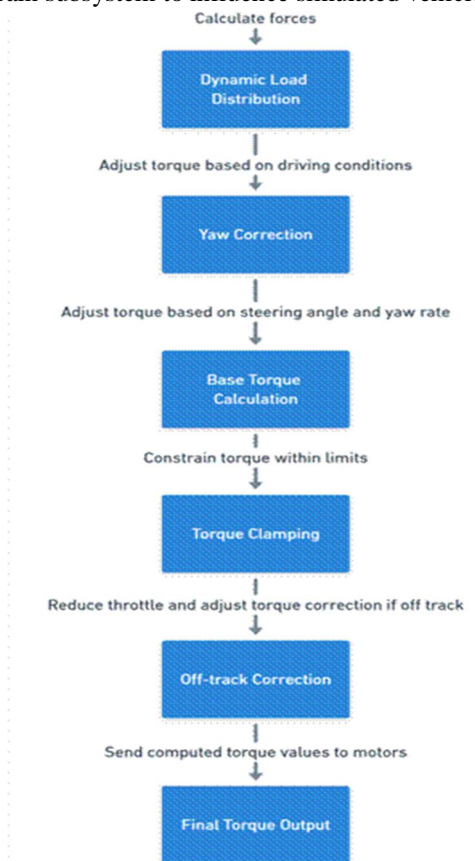 Calculate forces
Dynamic Load
Distribution
Adjust torque based on driving conditions
Yaw Correction
Adjust torque based on steering angle and yaw rate
Base Torque
Calculation
Constrain torque within limits
Torque Clamping
Reduce throttle and adjust torque correction if off track
Off-track Correction
Send computed torque values to motors
Final Torque Output